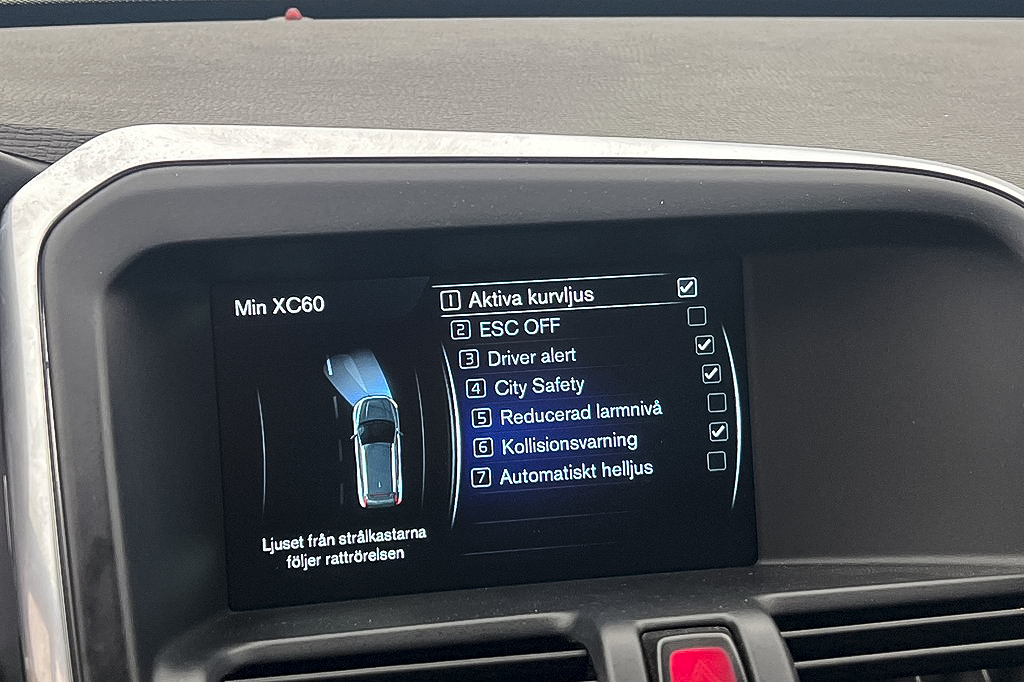 Min XC60
1 Aktiva kurvljus
2 ESC OFF
3 Driver alert
4 City Safety
5 Reducerad larmnivå
6 Kollisionsvarning
7 Automatiskt helljus
Ljuset från strålkastarna
följer rattrörelsen